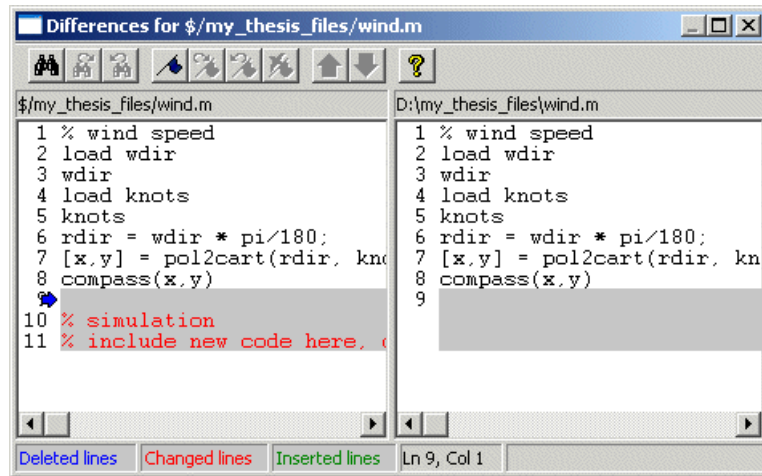 Differences for $/my_thesis_files/wind.m
$/my_thesis_files/wind.m
1 % wind speed
2 load wdir
3 wdir
4 load knots
5 knots
6 rdir = wdir * pi/180;
7 [x,y] = pol2cart(rdir,
8 compass(x,y)
9
10 % simulation
11 % include new code here,
D:\my_thesis_files\wind.m
1 % wind speed
2 load wdir
3 wdir
4 load knots
5 knots
6 rdir = wdir * pi/180;
7 [x,y] = pol2cart(rdir, kn
8 compass(x,y)
9
Deleted lines Changed lines Inserted lines Ln 9, Col 1